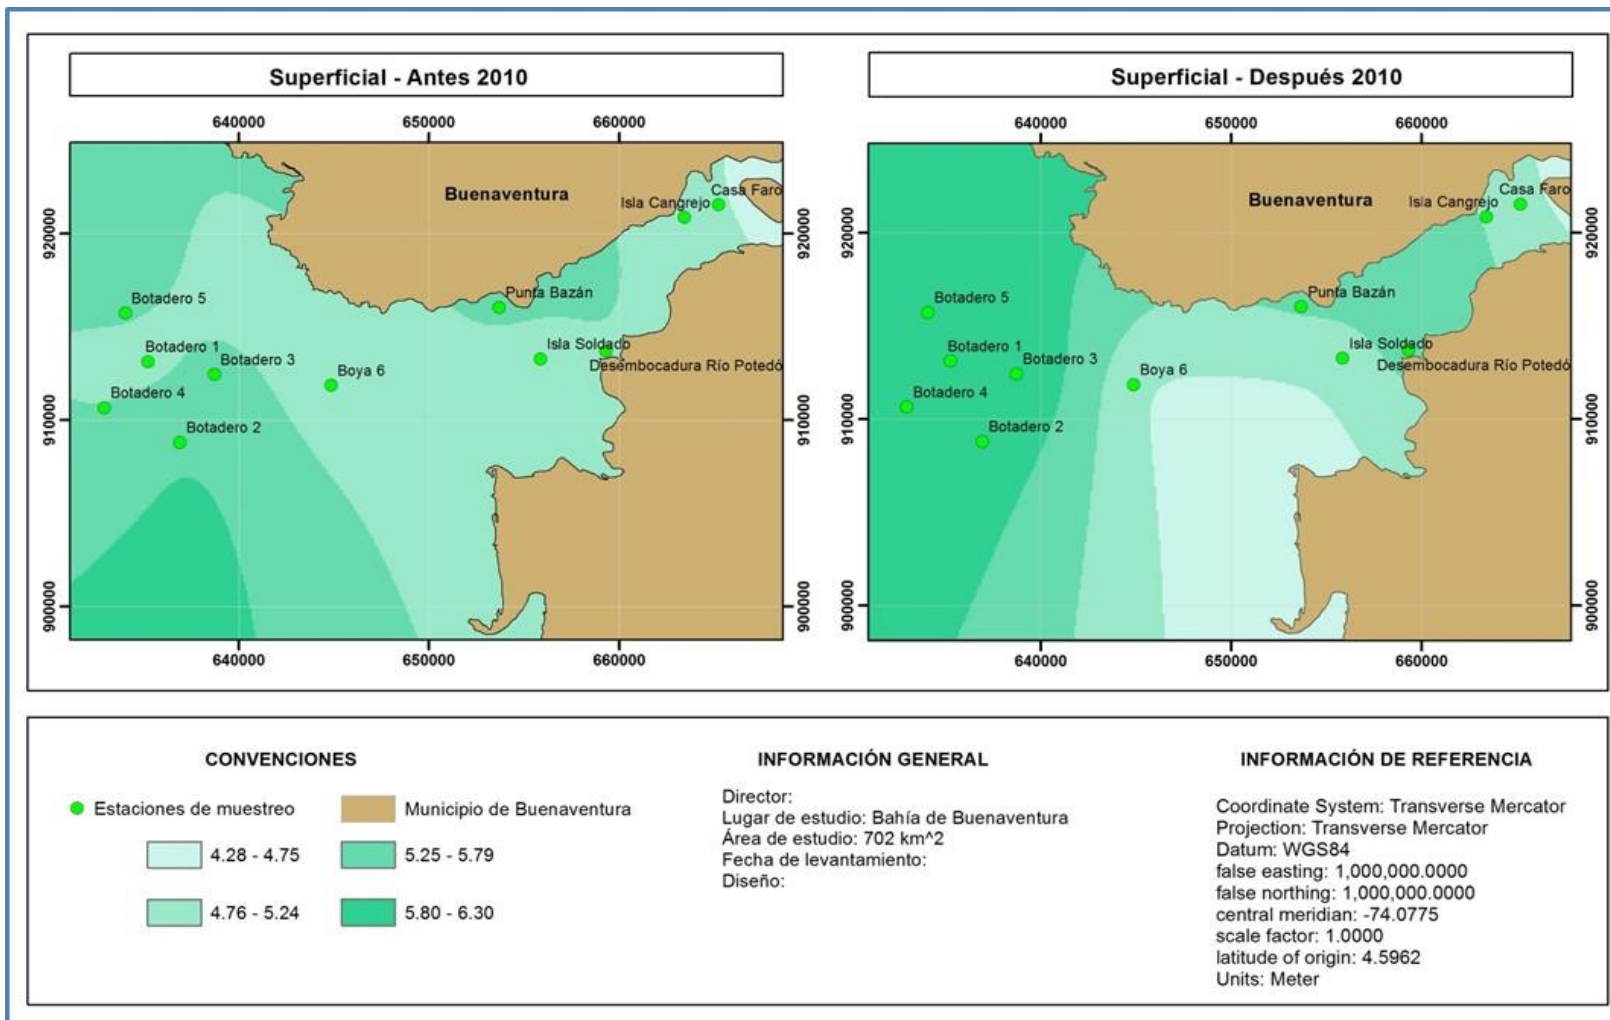 Superficial - Antes 2010
640000
650000
660000
920000
910000
900000
Buenaventura
Casa Faro
Isla Cangrejo
Punta Bazán
Botadero 5
Botadero 1
Botadero 3
Botadero 4
Botadero 2
Boya 6
Isla Soldado
Desembocadura Río Potedó
920000
910000
900000
640000
650000
660000
Superficial - Después 2010
640000
650000
660000
920000
910000
900000
Buenaventura
Casa Faro
Isla Cangrejo
Punta Bazán
Botadero 5
Botadero 1
Botadero 3
Botadero 4
Botadero 2
Boya 6
Isla Soldado
Desembocadura Río Potedó
920000
910000
900000
640000
650000
660000
CONVENCIONES
Estaciones de muestreo
Municipio de Buenaventura
4.28 - 4.75
5.25 - 5.79
4.76 - 5.24
5.80 - 6.30
INFORMACIÓN GENERAL
Director:
Lugar de estudio: Bahía de Buenaventura
Área de estudio: 702 km^2
Fecha de levantamiento:
Diseño:
INFORMACIÓN DE REFERENCIA
Coordinate System: Transverse Mercator
Projection: Transverse Mercator
Datum: WGS84
false easting: 1,000,000.0000
false northing: 1,000,000.0000
central meridian: -74.0775
scale factor: 1.0000
latitude of origin: 4.5962
Units: Meter